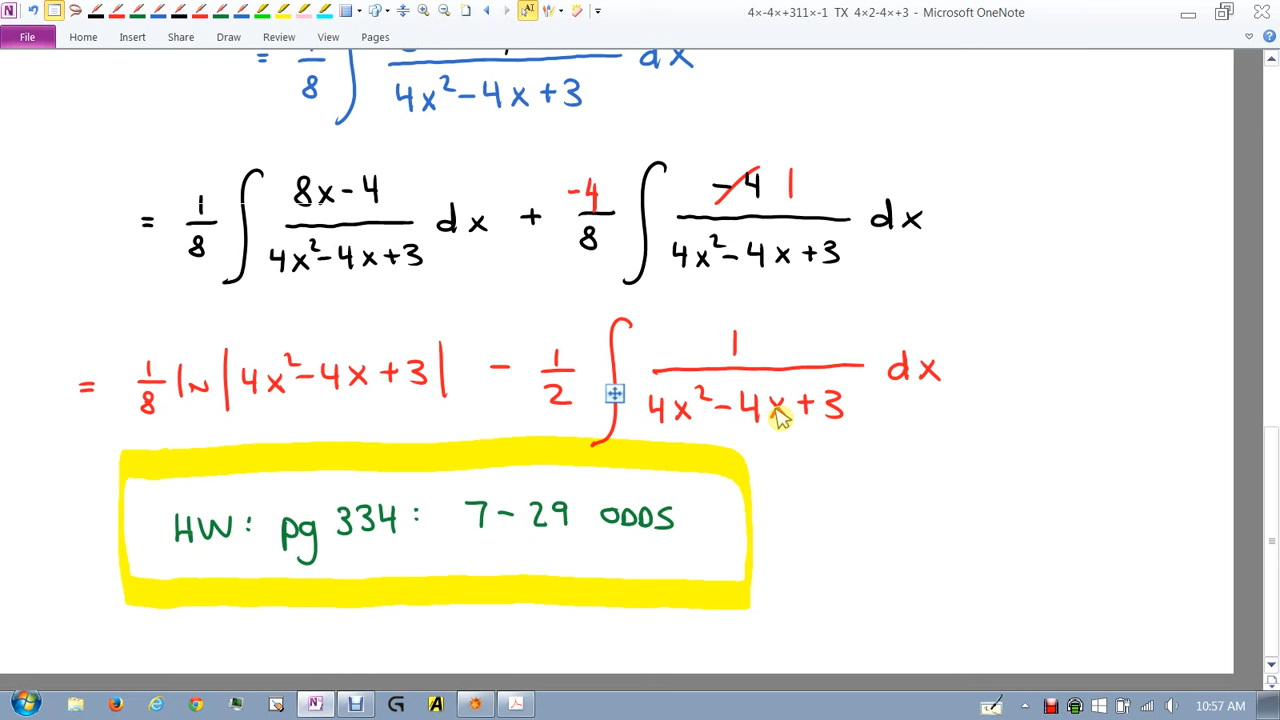 4x-4x+311x-1 TX 4x2-4x+3 - Microsoft OneNote
File Home Insert Share Draw Review View Pages
= 1/8 ∫ / 4x²-4x+3 dx
= 1/8 ∫ 8x-4 / 4x²-4x+3 dx + -4/8 ∫ -4 1 / 4x²-4x+3 dx
= 1/8 ln|4x²-4x+3| - 1/2 ∫ 1 / 4x²-4x+3 dx
HW: pg 334: 7-29 ODDS
10:57 AM